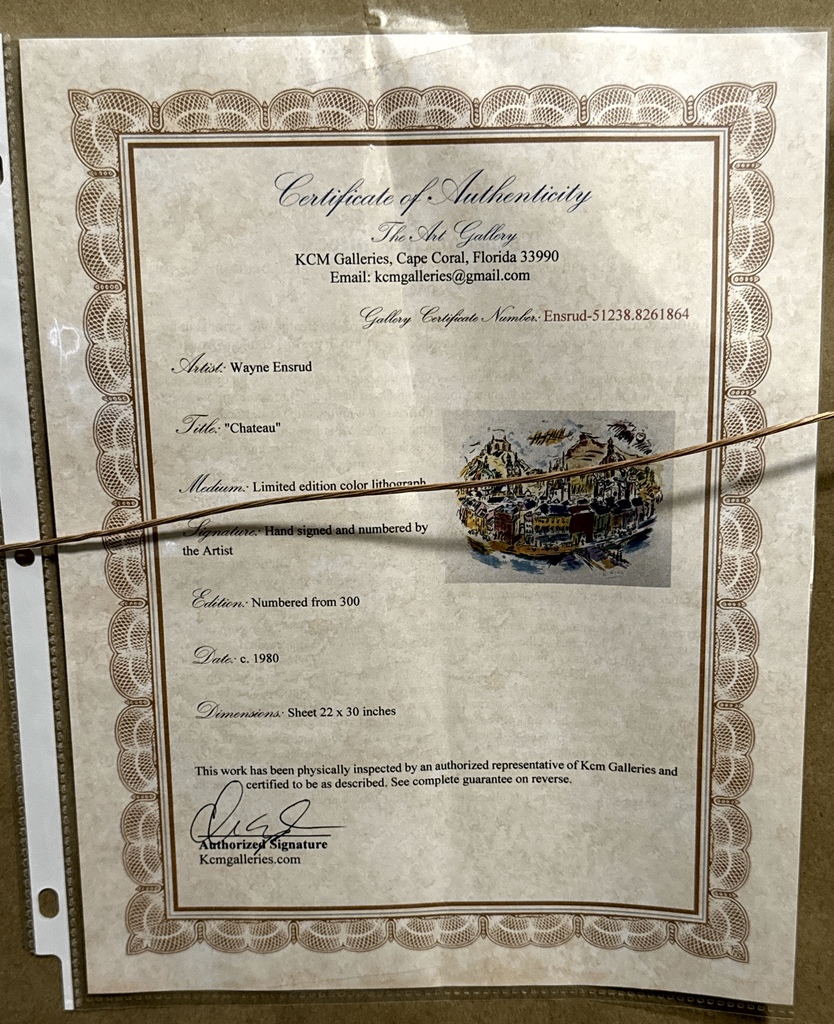 Certificate of Authenticity
The Art Gallery
KCM Galleries, Cape Coral, Florida 33990
Email: kcmgalleries@gmail.com
Gallery Certificate Number: Ensrud-51238.8261864
Artist: Wayne Ensrud
Title: "Chateau"
Medium: Limited edition color lithograph
Signature: Hand signed and numbered by
the Artist
Edition: Numbered from 300
Date: c. 1980
Dimensions: Sheet 22 x 30 inches
This work has been physically inspected by an authorized representative of Kcm Galleries and
certified to be as described. See complete guarantee on reverse.
Authorized Signature
Kcmgalleries.com